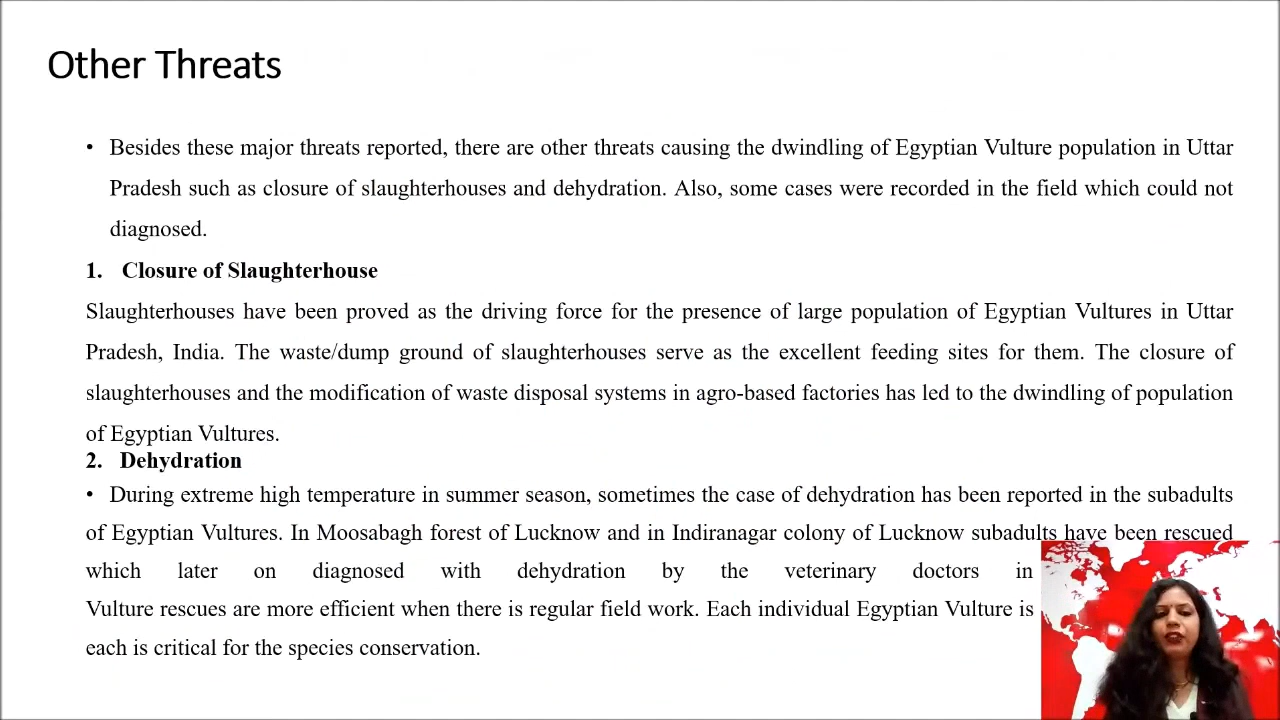 Other Threats
• Besides these major threats reported, there are other threats causing the dwindling of Egyptian Vulture population in Uttar
Pradesh such as closure of slaughterhouses and dehydration. Also, some cases were recorded in the field which could not
diagnosed.
1. Closure of Slaughterhouse
Slaughterhouses have been proved as the driving force for the presence of large population of Egyptian Vultures in Uttar
Pradesh, India. The waste/dump ground of slaughterhouses serve as the excellent feeding sites for them. The closure of
slaughterhouses and the modification of waste disposal systems in agro-based factories has led to the dwindling of population
of Egyptian Vultures.
2. Dehydration
• During extreme high temperature in summer season, sometimes the case of dehydration has been reported in the subadults
of Egyptian Vultures. In Moosabagh forest of Lucknow and in Indiranagar colony of Lucknow subadults have been rescued
which later on diagnosed with dehydration by the veterinary doctors in
Vulture rescues are more efficient when there is regular field work. Each individual Egyptian Vulture is
each is critical for the species conservation.